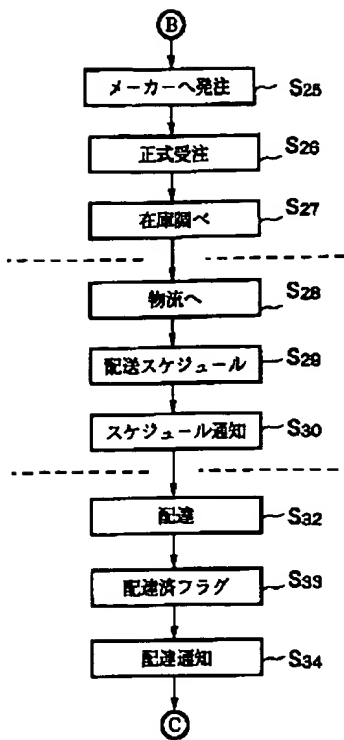 B
メーカーへ発注 S25
正式受注 S26
在庫調べ S27
物流へ S28
配送スケジュール S29
スケジュール通知 S30
配達 S32
配達済フラグ S33
配達通知 S34
C